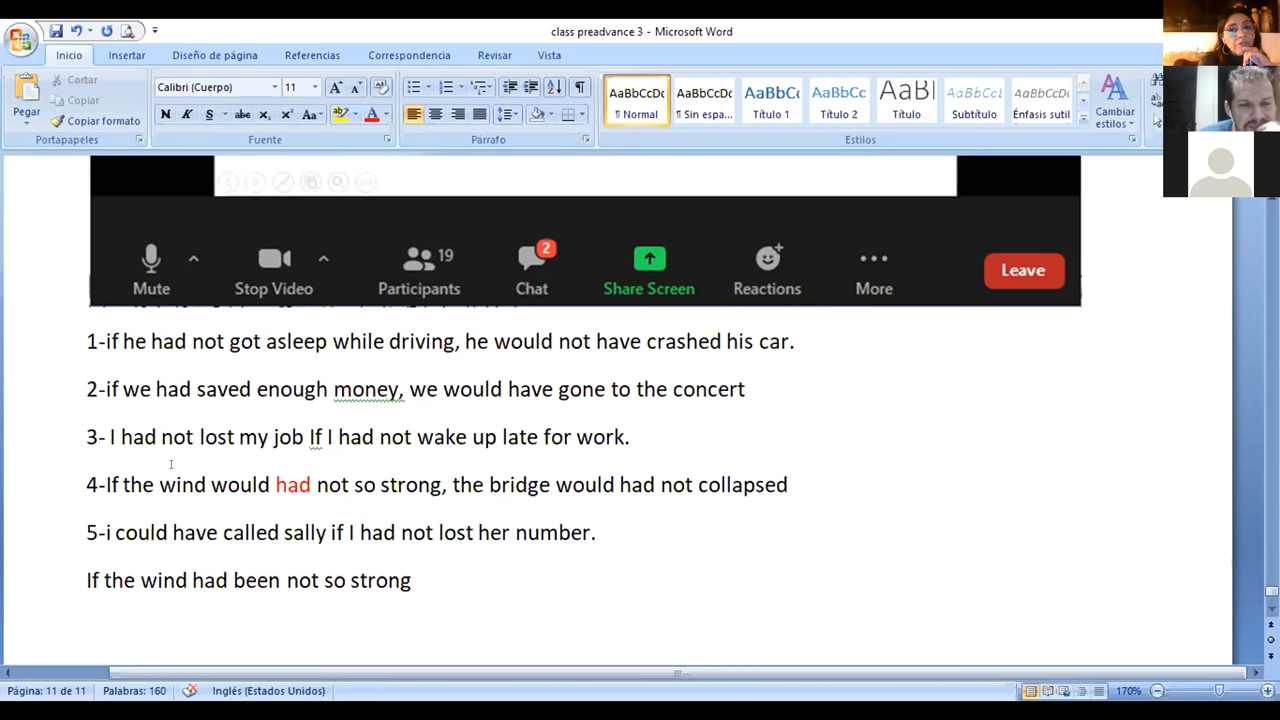 class preadvance 3 - Microsoft Word
Inicio Insertar Diseño de página Referencias Correspondencia Revisar Vista
Pegar
Cortar
Copiar
Copiar formato
Portapapeles
Calibri (Cuerpo) 11
N K S abc x₂ x² Aa
Fuente
Párrafo
AaBbCcDc AaBbCcDc AaBbCc AaBbCc AaBbC AaBbCc. AaBbCcDc
¶ Normal ¶ Sin espa... Título 1 Título 2 Título Subtítulo Énfasis sutil
Cambiar estilos
Estilos
19 2
Mute Stop Video Participants Chat Share Screen Reactions More Leave
1-if he had not got asleep while driving, he would not have crashed his car.
2-if we had saved enough money, we would have gone to the concert
3- I had not lost my job If I had not wake up late for work.
4-If the wind would had not so strong, the bridge would had not collapsed
5-i could have called sally if I had not lost her number.
If the wind had been not so strong
Página: 11 de 11 Palabras: 160 Inglés (Estados Unidos) 170%